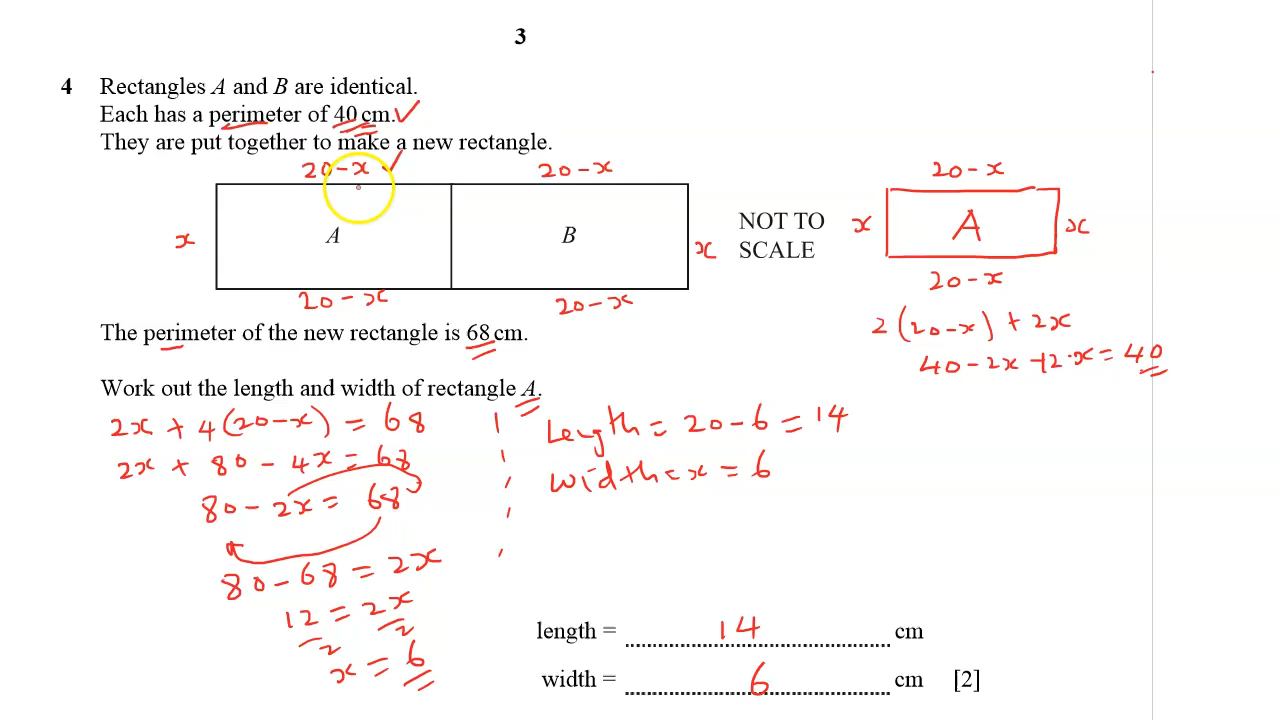 3
4 Rectangles A and B are identical.
Each has a perimeter of 40 cm. ✓
They are put together to make a new rectangle.
20 - x ✓ 20 - x 20 - x
x A B x NOT TO SCALE x A x
20 - x 20 - x 20 - x
The perimeter of the new rectangle is 68 cm.
2 (20 - x) + 2x
40 - 2x + 2x = 40
Work out the length and width of rectangle A.
2x + 4(20 - x) = 68
2x + 80 - 4x = 68
80 - 2x = 68
80 - 68 = 2x
12 = 2x
2 2
x = 6
Length = 20 - 6 = 14
width = x = 6
length = 14 cm
width = 6 cm [2]